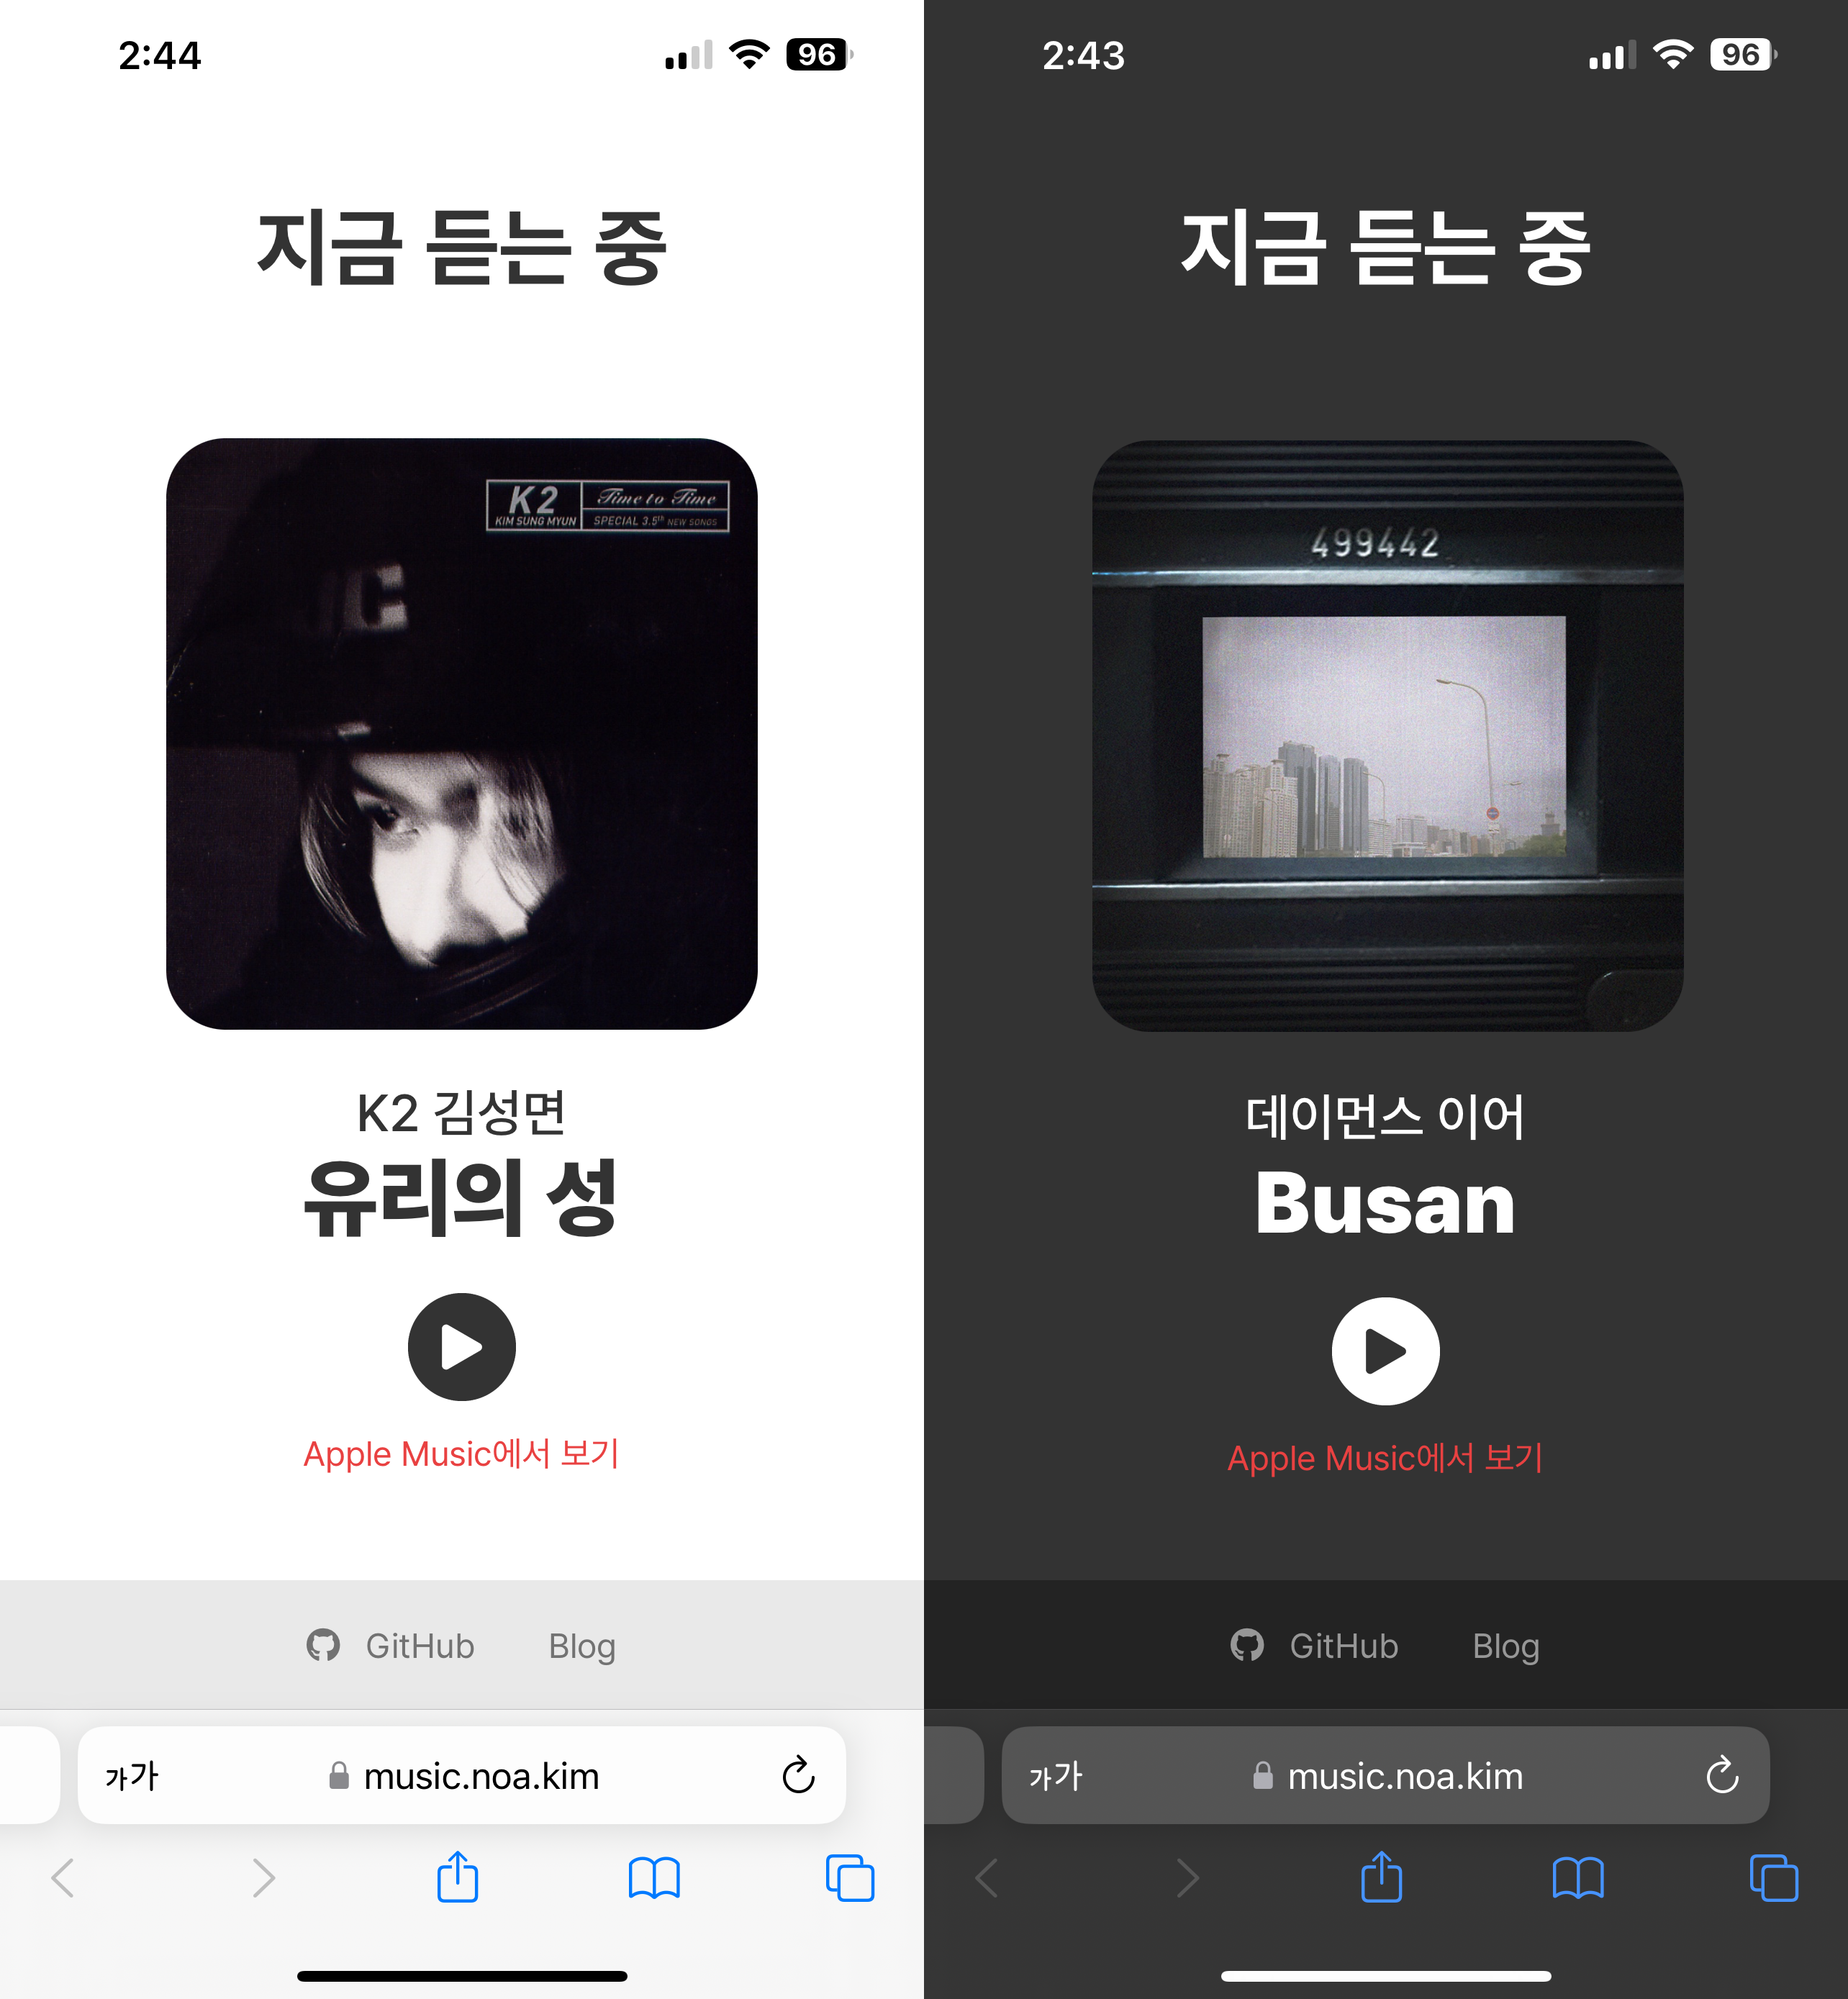 2:44
96
지금 듣는 중
K2
KIM SUNG MYUN
Time to Time
SPECIAL 3.5th NEW SONGS
C
K2 김성면
유리의 성
Apple Music에서 보기
GitHub Blog
가가 music.noa.kim
2:43
96
지금 듣는 중
499442
데이먼스 이어
Busan
Apple Music에서 보기
GitHub Blog
가가 music.noa.kim